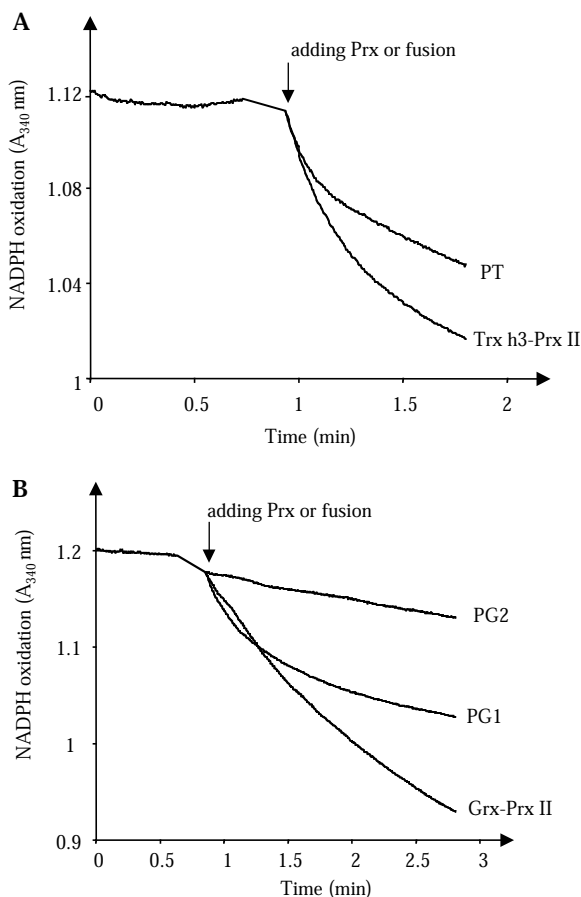 A
adding Prx or fusion
NADPH oxidation (A340 nm)
1.12
1.08
1.04
1
PT
Trx h3-Prx II
0 0.5 1 1.5 2
Time (min)
B
adding Prx or fusion
NADPH oxidation (A340 nm)
1.2
1.1
1
0.9
PG2
PG1
Grx-Prx II
0 0.5 1 1.5 2 2.5 3
Time (min)